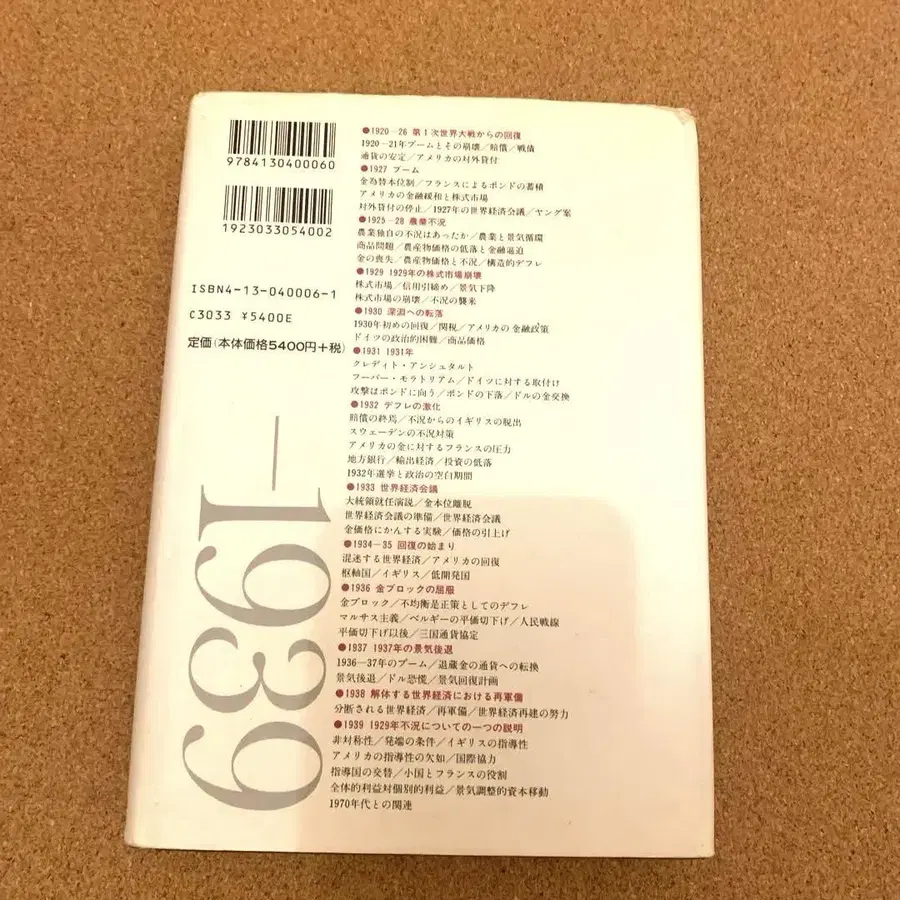 9784130400060
1923033054002
ISBN4-13-040006-1
C3033 ¥5400E
定価(本体価格5400円+税)
—1939
●1920−26 第1次世界大戦からの回復
1920−21年ブームとその崩壊/賠償/戦債
通貨の安定/アメリカの対外貸付
●1927 ブーム
金為替本位制/フランスによるポンドの蓄積
アメリカの金融緩和と株式市場
対外貸付の停止/1927年の世界経済会議/ヤング案
●1925−28 農業不況
農業独自の不況はあったか/農業と景気循環
商品問題/農産物価格の低落と金融逼迫
金の喪失/農産物価格と不況/構造的デフレ
●1929 1929年の株式市場崩壊
株式市場/信用引締め/景気下降
株式市場の崩壊/不況の襲来
●1930 深淵への転落
1930年初めの回復/関税/アメリカの金融政策
ドイツの政治的困難/商品価格
●1931 1931年
クレディト・アンシュタルト
フーバー・モラトリアム/ドイツに対する取付け
攻撃はポンドに向う/ポンドの下落/ドルの金交換
●1932 デフレの激化
賠償の終焉/不況からのイギリスの脱出
スウェーデンの不況対策
アメリカの金に対するフランスの圧力
地方銀行/輸出経済/投資の低落
1932年選挙と政治の空白期間
●1933 世界経済会議
大統領就任演説/金本位離脱
世界経済会議の準備/世界経済会議
金価格にかんする実験/価格の引上げ
●1934−35 回復の始まり
混迷する世界経済/アメリカの回復
枢軸国/イギリス/低開発国
●1936 金ブロックの屈服
金ブロック/不均衡是正策としてのデフレ
マルサス主義/ベルギーの平価切下げ/人民戦線
平価切下げ以後/三国通貨協定
●1937 1937年の景気後退
1936−37年のブーム/退蔵金の通貨への転換
景気後退/ドル恐慌/景気回復計画
●1938 解体する世界経済における再軍備
分断される世界経済/再軍備/世界経済再建の努力
●1939 1929年不況についての一つの説明
非対称性/発端の条件/イギリスの指導性
アメリカの指導性の欠如/国際協力
指導国の交替/小国とフランスの役割
全体的利益対個別的利益/景気調整的資本移動
1970年代との関連